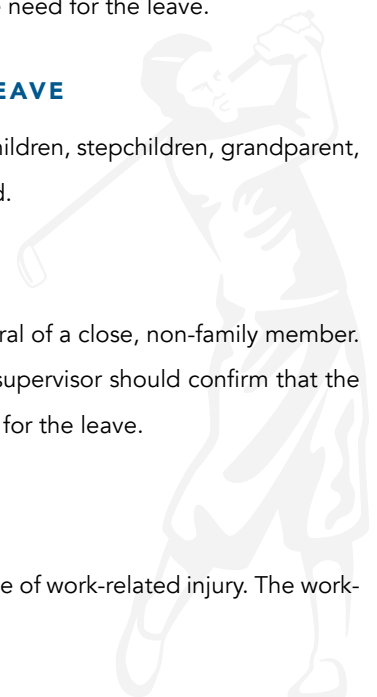 need for the leave.
EAVE
ildren, stepchildren, grandparent,
d.
ral of a close, non-family member.
supervisor should confirm that the
for the leave.
e of work-related injury. The work-